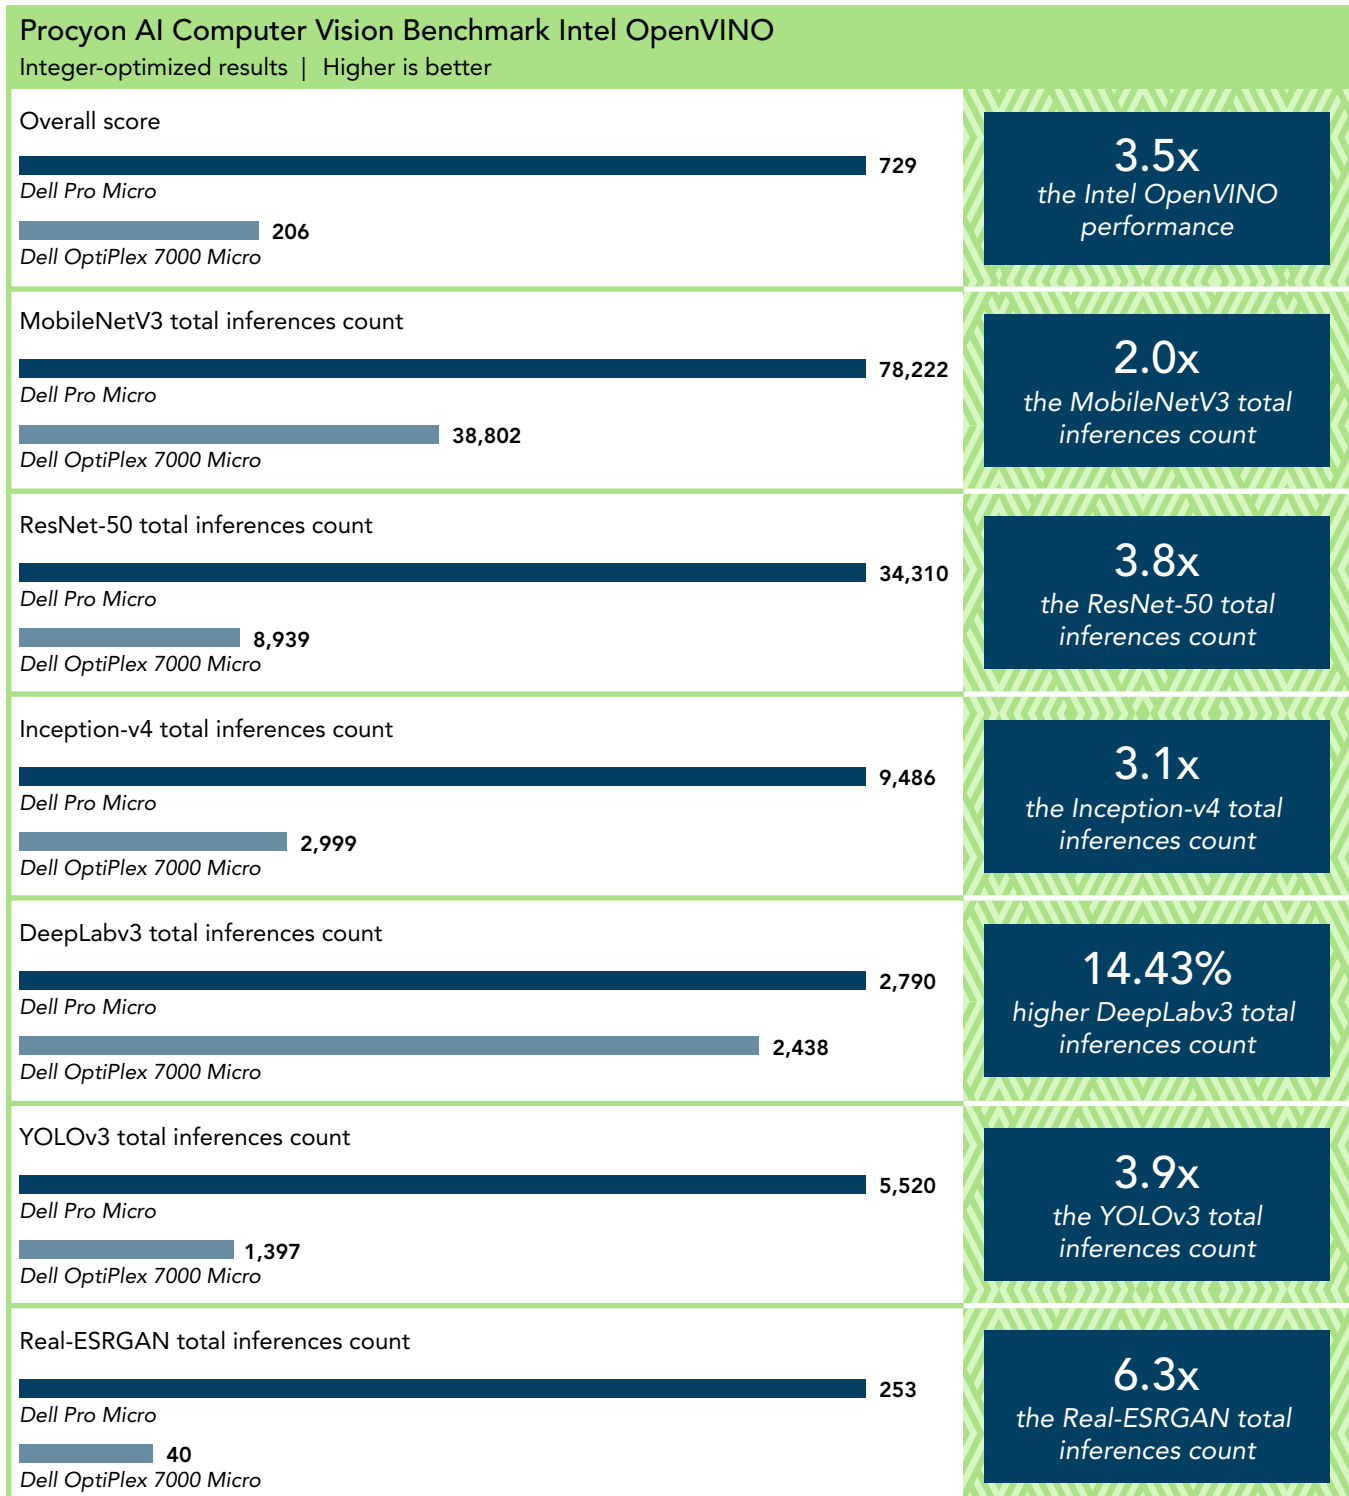 Procyon AI Computer Vision Benchmark Intel OpenVINO
Integer-optimized results | Higher is better
Overall score
729
Dell Pro Micro
206
Dell OptiPlex 7000 Micro
3.5x
the Intel OpenVINO
performance
MobileNetV3 total inferences count
78,222
Dell Pro Micro
38,802
Dell OptiPlex 7000 Micro
2.0x
the MobileNetV3 total
inferences count
ResNet-50 total inferences count
34,310
Dell Pro Micro
8,939
Dell OptiPlex 7000 Micro
3.8x
the ResNet-50 total
inferences count
Inception-v4 total inferences count
9,486
Dell Pro Micro
2,999
Dell OptiPlex 7000 Micro
3.1x
the Inception-v4 total
inferences count
DeepLabv3 total inferences count
2,790
Dell Pro Micro
2,438
Dell OptiPlex 7000 Micro
14.43%
higher DeepLabv3 total
inferences count
YOLOv3 total inferences count
5,520
Dell Pro Micro
1,397
Dell OptiPlex 7000 Micro
3.9x
the YOLOv3 total
inferences count
Real-ESRGAN total inferences count
253
Dell Pro Micro
40
Dell OptiPlex 7000 Micro
6.3x
the Real-ESRGAN total
inferences count